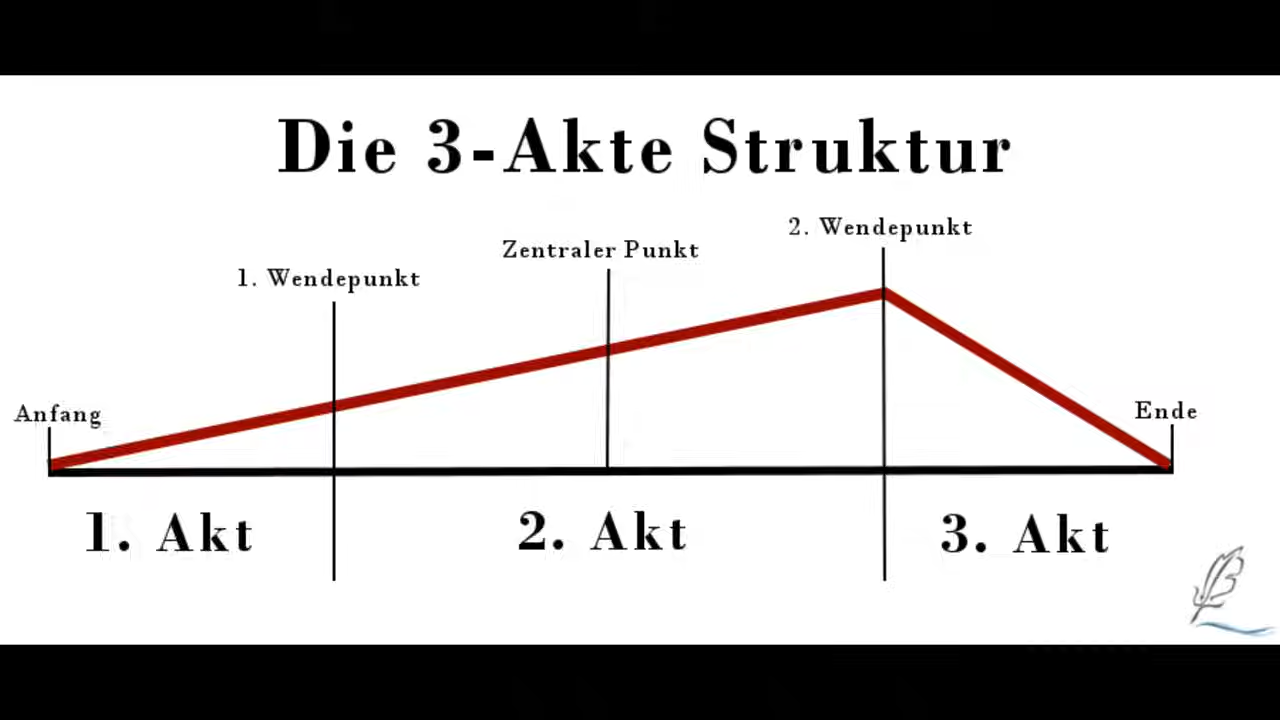 Die 3-Akte Struktur
2. Wendepunkt
Zentraler Punkt
1. Wendepunkt
Anfang
Ende
1. Akt
2. Akt
3. Akt